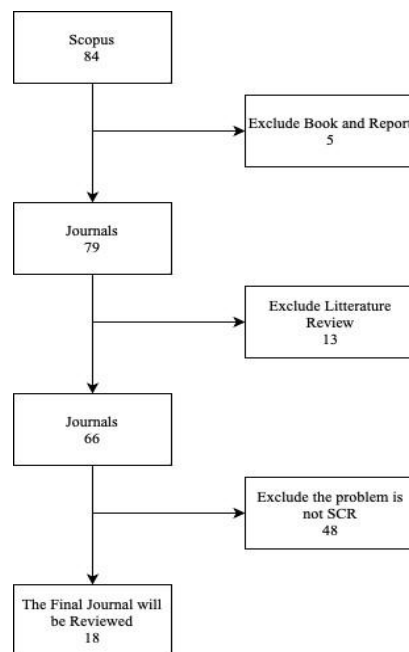 Scopus
84
Exclude Book and Report
5
Journals
79
Exclude Litterature
Review
13
Journals
66
Exclude the problem is
not SCR
48
The Final Journal will
be Reviewed
18